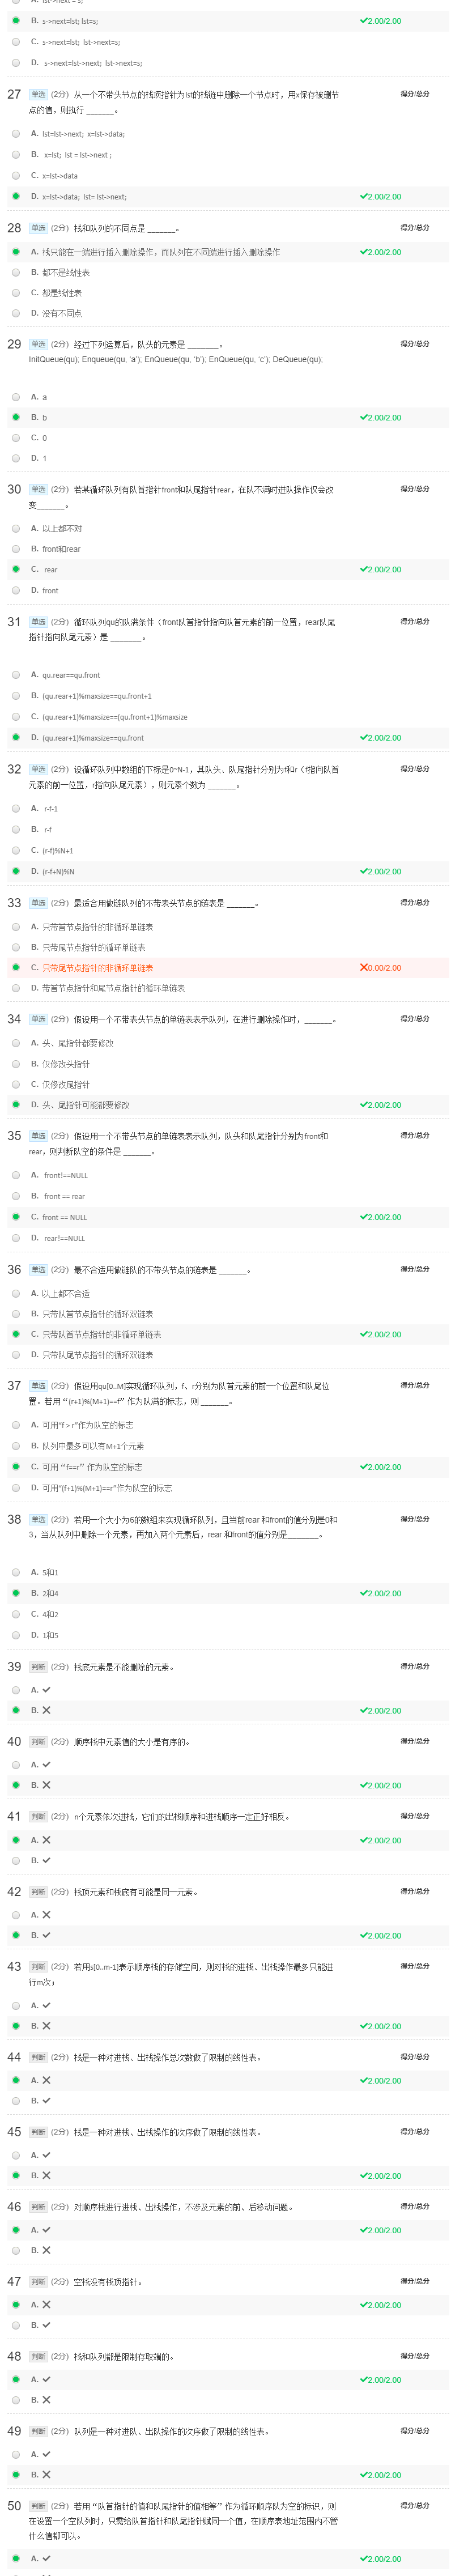 A. lst->next = s;
B. s->next=lst; lst=s; 2.00/2.00
C. s->next=lst; lst->next=s;
D. s->next=lst->next; lst->next=s;
27 单选 (2分) 从一个不带头节点的栈顶指针为lst的栈链中删除一个节点时，用x保存被删节 得分/总分
点的值，则执行 ______。
A. lst=lst->next; x=lst->data;
B. x=lst; lst = lst->next ;
C. x=lst->data
D. x=lst->data; lst= lst->next; 2.00/2.00
28 单选 (2分) 栈和队列的不同点是 ______。 得分/总分
A. 栈只能在一端进行插入删除操作，而队列在不同端进行插入删除操作 2.00/2.00
B. 都不是线性表
C. 都是线性表
D. 没有不同点
29 单选 (2分) 经过下列运算后，队头的元素是 _______。 得分/总分
InitQueue(qu); Enqueue(qu, ‘a’); EnQueue(qu, ‘b’); EnQueue(qu, ‘c’); DeQueue(qu);
A. a
B. b 2.00/2.00
C. 0
D. 1
30 单选 (2分) 若某循环队列有队首指针front和队尾指针rear，在队不满时进队操作仅会改 得分/总分
变______。
A. 以上都不对
B. front和rear
C. rear 2.00/2.00
D. front
31 单选 (2分) 循环队列qu的队满条件（front队首指针指向队首元素的前一位置，rear队尾 得分/总分
指针指向队尾元素）是 _______。
A. qu.rear==qu.front
B. (qu.rear+1)%maxsize==qu.front+1
C. (qu.rear+1)%maxsize==(qu.front+1)%maxsize
D. (qu.rear+1)%maxsize==qu.front 2.00/2.00
32 单选 (2分) 设循环队列中数组的下标是0~N-1，其队头、队尾指针分别为f和r（f指向队首 得分/总分
元素的前一位置，r指向队尾元素），则元素个数为 ______。
A. r-f-1
B. r-f
C. (r-f)%N+1
D. (r-f+N)%N 2.00/2.00
33 单选 (2分) 最适合用做链队列的不带表头节点的链表是 ______。 得分/总分
A. 只带首节点指针的非循环单链表
B. 只带尾节点指针的循环单链表
C. 只带尾节点指针的非循环单链表 0.00/2.00
D. 带首节点指针和尾节点指针的循环单链表
34 单选 (2分) 假设用一个不带表头节点的单链表表示队列，在进行删除操作时，______。 得分/总分
A. 头、尾指针都要修改
B. 仅修改头指针
C. 仅修改尾指针
D. 头、尾指针可能都要修改 2.00/2.00
35 单选 (2分) 假设用一个不带头节点的单链表表示队列，队头和队尾指针分别为front和 得分/总分
rear，则判断队空的条件是 ______。
A. front!==NULL
B. front == rear
C. front == NULL 2.00/2.00
D. rear!==NULL
36 单选 (2分) 最不合适用做链队的不带头节点的链表是 ______。 得分/总分
A. 以上都不合适
B. 只带队首节点指针的循环双链表
C. 只带队首节点指针的非循环单链表 2.00/2.00
D. 只带队尾节点指针的循环双链表
37 单选 (2分) 假设用qu[0..M]实现循环队列，f、r分别为队首元素的前一个位置和队尾位 得分/总分
置。若用“(r+1)%(M+1)==f”作为队满的标志，则 ______。
A. 可用“f＞r”作为队空的标志
B. 队列中最多可以有M+1个元素
C. 可用“f==r”作为队空的标志 2.00/2.00
D. 可用“(f+1)%(M+1)==r”作为队空的标志
38 单选 (2分) 若用一个大小为6的数组来实现循环队列，且当前rear 和front的值分别是0和 得分/总分
3，当从队列中删除一个元素，再加入两个元素后，rear 和front的值分别是_______。
A. 5和1
B. 2和4 2.00/2.00
C. 4和2
D. 1和5
39 判断 (2分) 栈底元素是不能删除的元素。 得分/总分
A. ✔
B. ✘ 2.00/2.00
40 判断 (2分) 顺序栈中元素值的大小是有序的。 得分/总分
A. ✔
B. ✘ 2.00/2.00
41 判断 (2分) n个元素依次进栈，它们的出栈顺序和进栈顺序一定正好相反。 得分/总分
A. ✘ 2.00/2.00
B. ✔
42 判断 (2分) 栈顶元素和栈底有可能是同一元素。 得分/总分
A. ✘
B. ✔ 2.00/2.00
43 判断 (2分) 若用s[0..m-1]表示顺序栈的存储空间，则对栈的进栈、出栈操作最多只能进 得分/总分
行m次；
A. ✔
B. ✘ 2.00/2.00
44 判断 (2分) 栈是一种对进栈、出栈操作总次数做了限制的线性表。 得分/总分
A. ✘ 2.00/2.00
B. ✔
45 判断 (2分) 栈是一种对进栈、出栈操作的次序做了限制的线性表。 得分/总分
A. ✔
B. ✘ 2.00/2.00
46 判断 (2分) 对顺序栈进行进栈、出栈操作，不涉及元素的前、后移动问题。 得分/总分
A. ✔ 2.00/2.00
B. ✘
47 判断 (2分) 空栈没有栈顶指针。 得分/总分
A. ✘ 2.00/2.00
B. ✔
48 判断 (2分) 栈和队列都是限制存取端的。 得分/总分
A. ✔ 2.00/2.00
B. ✘
49 判断 (2分) 队列是一种对进队、出队操作的次序做了限制的线性表。 得分/总分
A. ✔
B. ✘ 2.00/2.00
50 判断 (2分) 若用“队首指针的值和队尾指针的值相等”作为循环顺序队为空的标识，则 得分/总分
在设置一个空队列时，只需给队首指针和队尾指针赋同一个值，在顺序表地址范围内不管
什么值都可以。
A. ✔ 2.00/2.00